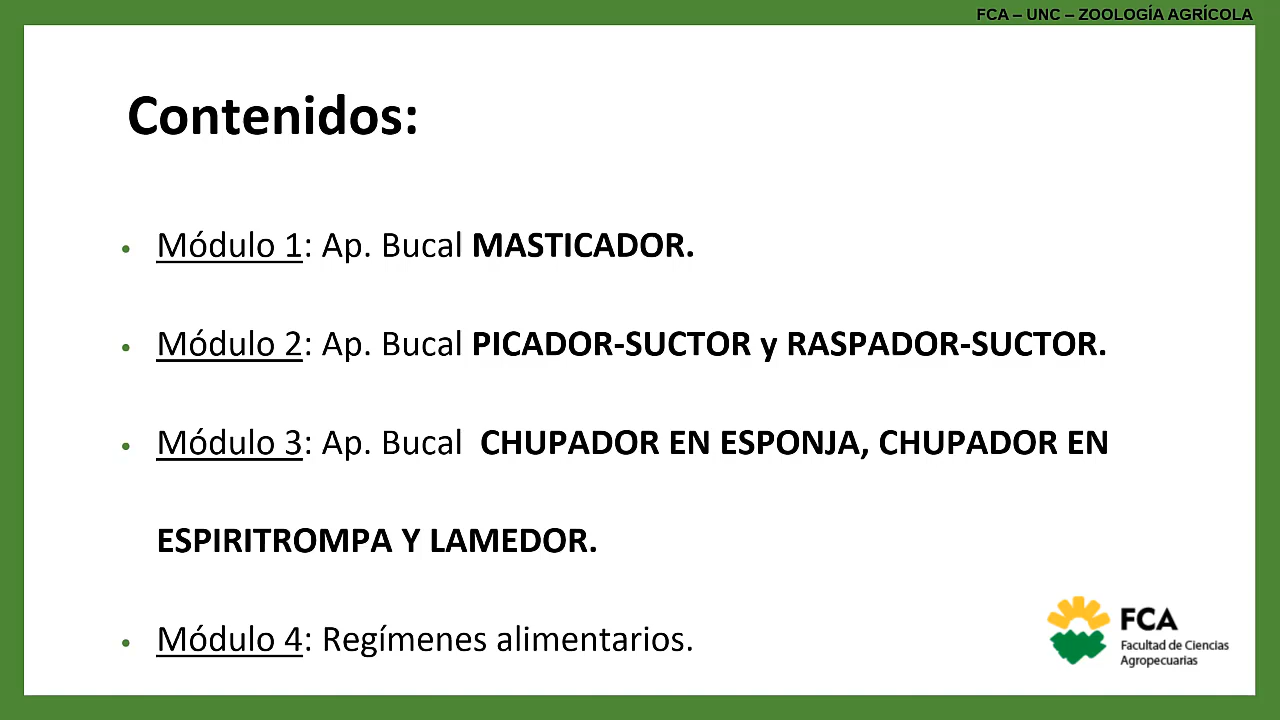 FCA – UNC – ZOOLOGÍA AGRÍCOLA
Contenidos:
• Módulo 1: Ap. Bucal MASTICADOR.
• Módulo 2: Ap. Bucal PICADOR-SUCTOR y RASPADOR-SUCTOR.
• Módulo 3: Ap. Bucal CHUPADOR EN ESPONJA, CHUPADOR EN
ESPIRITROMPA Y LAMEDOR.
• Módulo 4: Regímenes alimentarios.
FCA
Facultad de Ciencias
Agropecuarias